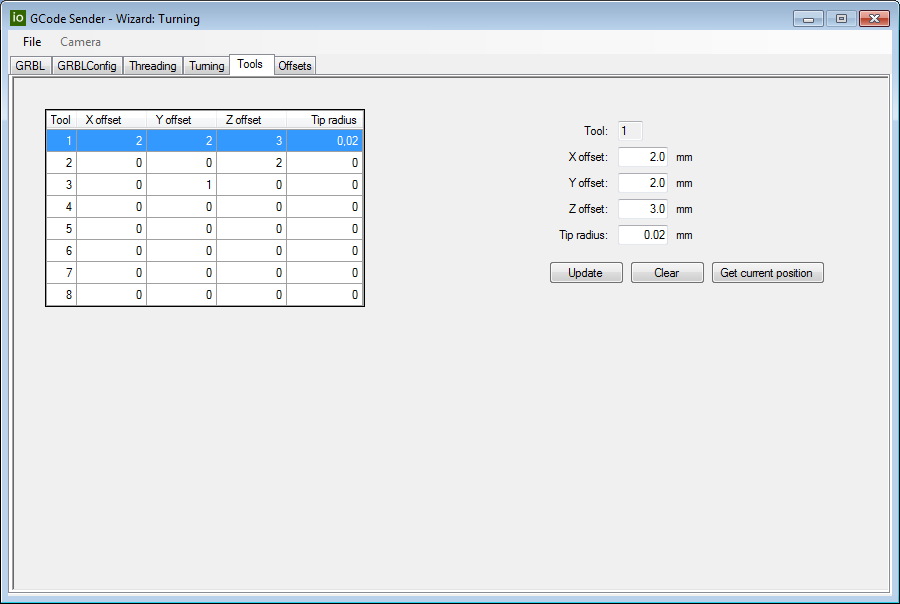 io GCode Sender - Wizard: Turning
File Camera
GRBL GRBLConfig Threading Turning Tools Offsets
Tool X offset Y offset Z offset Tip radius
1 2 2 3 0,02
2 0 0 2 0
3 0 1 0 0
4 0 0 0 0
5 0 0 0 0
6 0 0 0 0
7 0 0 0 0
8 0 0 0 0
Tool: 1
X offset: 2.0 mm
Y offset: 2.0 mm
Z offset: 3.0 mm
Tip radius: 0.02 mm
Update Clear Get current position